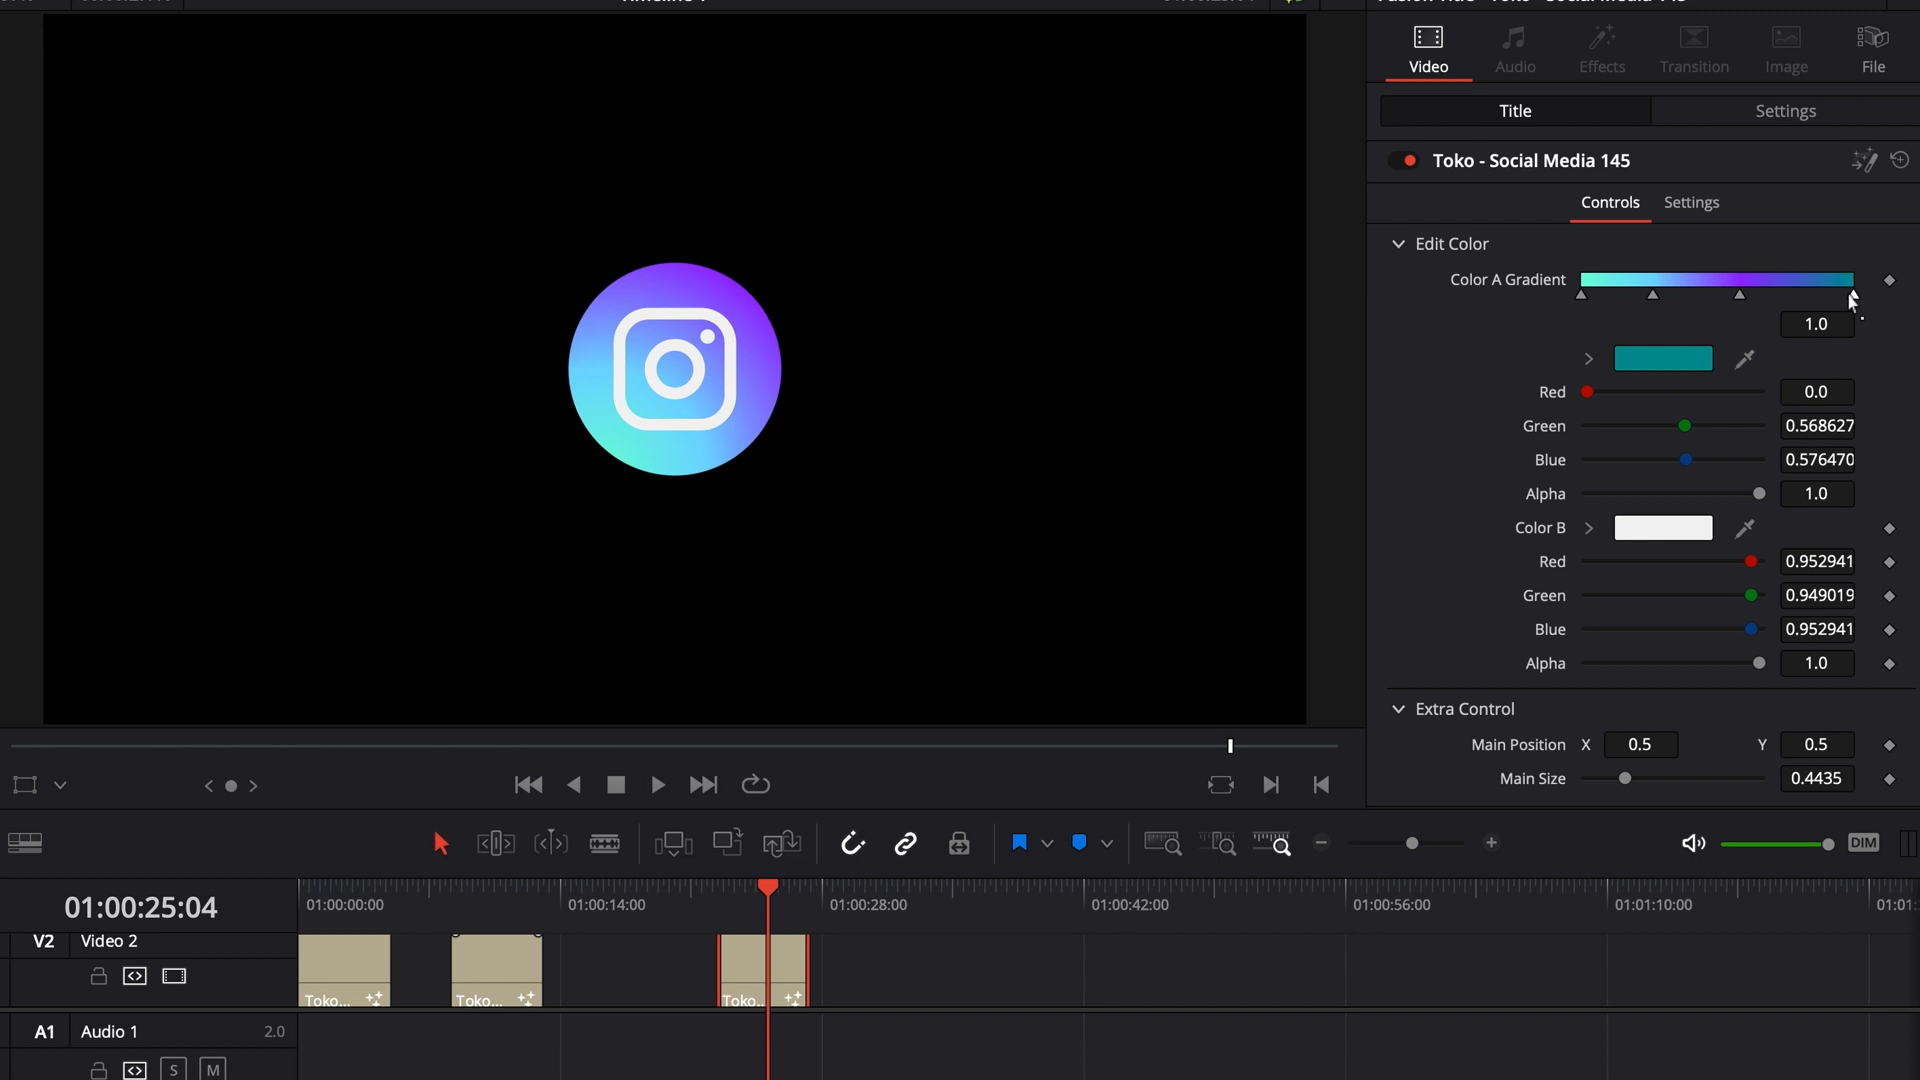 Video Audio Effects Transition Image File
Title Settings
Toko - Social Media 145
Controls Settings
Edit Color
Color A Gradient
1.0
Red 0.0
Green 0.568627
Blue 0.576470
Alpha 1.0
Color B
Red 0.952941
Green 0.949019
Blue 0.952941
Alpha 1.0
Extra Control
Main Position X 0.5 Y 0.5
Main Size 0.4435
DIM
01:00:25:04
01:00:00:00 01:00:14:00 01:00:28:00 01:00:42:00 01:00:56:00 01:01:10:00 01:01:
V2 Video 2
Toko... Toko... Toko..
A1 Audio 1 2.0
S M